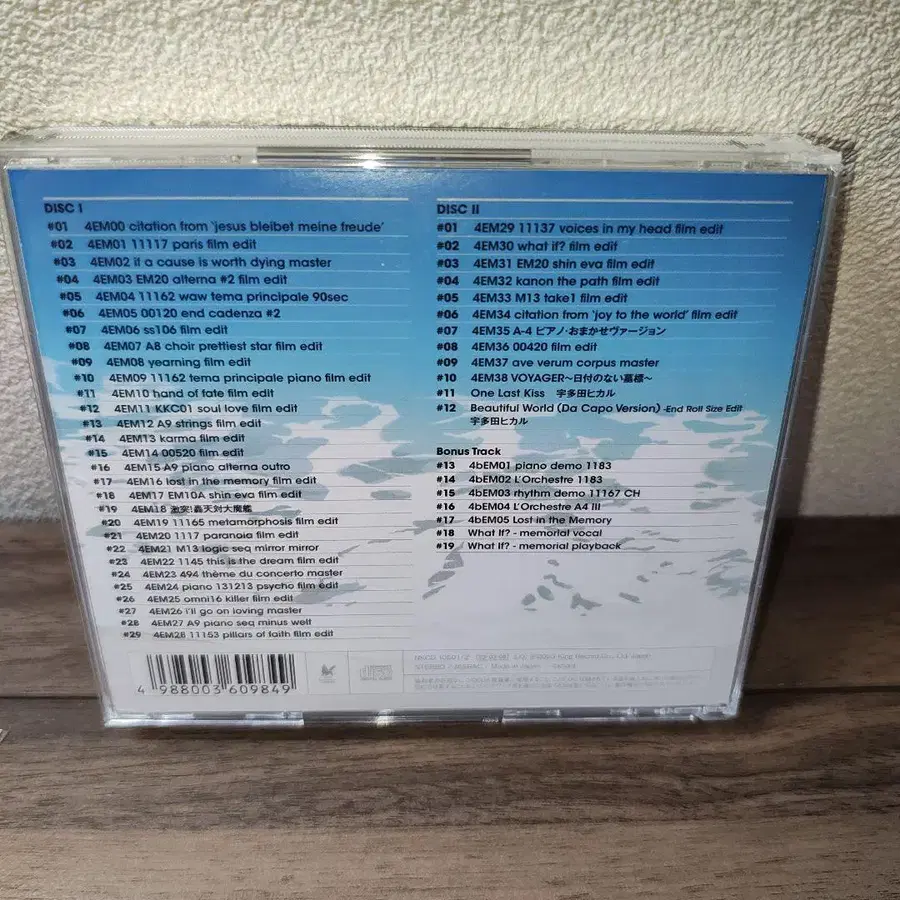 DISC I
#01 4EM00 citation from 'jesus bleibet meine freude'
#02 4EM01 11117 paris film edit
#03 4EM02 if a cause is worth dying master
#04 4EM03 EM20 alterna #2 film edit
#05 4EM04 11162 waw tema principale 90sec
#06 4EM05 00120 end cadenza #2
#07 4EM06 ss106 film edit
#08 4EM07 A8 choir prettiest star film edit
#09 4EM08 yearning film edit
#10 4EM09 11162 tema principale piano film edit
#11 4EM10 hand of fate film edit
#12 4EM11 KKC01 soul love film edit
#13 4EM12 A9 strings film edit
#14 4EM13 karma film edit
#15 4EM14 00520 film edit
#16 4EM15 A9 piano alterna outro
#17 4EM16 lost in the memory film edit
#18 4EM17 EM10A shin eva film edit
#19 4EM18 激突!轟天対大魔艦
#20 4EM19 11165 metamorphosis film edit
#21 4EM20 1117 paranoia film edit
#22 4EM21 M13 logic seq mirror mirror
#23 4EM22 1145 this is the dream film edit
#24 4EM23 494 thème du concerto master
#25 4EM24 piano 131213 psycho film edit
#26 4EM25 omni16 killer film edit
#27 4EM26 i'll go on loving master
#28 4EM27 A9 piano seq minus welt
#29 4EM28 11153 pillars of faith film edit
DISC II
#01 4EM29 11137 voices in my head film edit
#02 4EM30 what if? film edit
#03 4EM31 EM20 shin eva film edit
#04 4EM32 kanon the path film edit
#05 4EM33 M13 take1 film edit
#06 4EM34 citation from 'joy to the world' film edit
#07 4EM35 A-4 ピアノ・おまかせヴァージョン
#08 4EM36 00420 film edit
#09 4EM37 ave verum corpus master
#10 4EM38 VOYAGER〜日付のない墓標〜
#11 One Last Kiss 宇多田ヒカル
#12 Beautiful World (Da Capo Version) -End Roll Size Edit
宇多田ヒカル
Bonus Track
#13 4bEM01 piano demo 1183
#14 4bEM02 L'Orchestre 1183
#15 4bEM03 rhythm demo 11167 CH
#16 4bEM04 L'Orchestre A4 III
#17 4bEM05 Lost in the Memory
#18 What If? - memorial vocal
#19 What If? - memorial playback
4 988003 609849